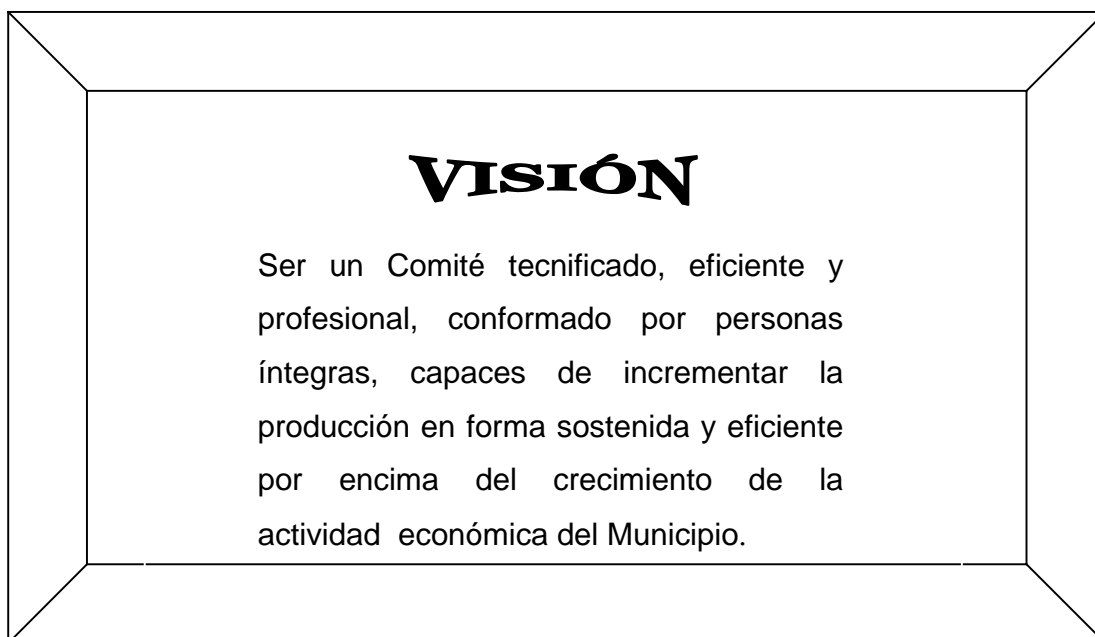 VISIÓN
Ser un Comité tecnificado, eficiente y
profesional, conformado por personas
íntegras, capaces de incrementar la
producción en forma sostenida y eficiente
por encima del crecimiento de la
actividad económica del Municipio.